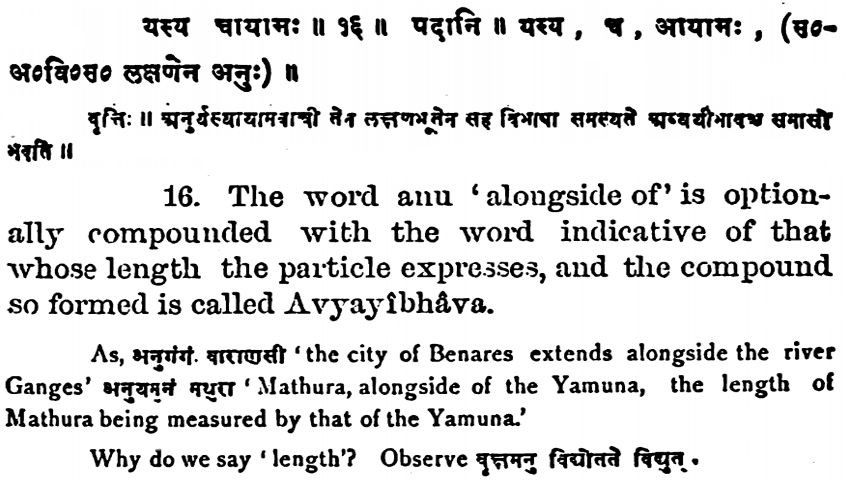 यस्य चायामः ॥ १६ ॥ पदानि ॥ यस्य , च , आयामः , (स०-
अ०वि०स० लक्षणेन अनुः) ॥
वृत्तिः ॥ अनुर्यस्यायामवाची तेन लक्षणभूतेन सह विभाषा समस्यते अव्ययीभावश्च समासो
भवति ॥
16. The word anu ‘alongside of’ is option-
ally compounded with the word indicative of that
whose length the particle expresses, and the compound
so formed is called Avyayîbhâva.
As, अनुगंगं. वाराणसी ‘the city of Benares extends alongside the river
Ganges’ अनुयमुनं मथुरा ‘Mathura, alongside of the Yamuna, the length of
Mathura being measured by that of the Yamuna.’
Why do we say ‘length’? Observe वृक्षमनु विद्योतते विद्युत् .